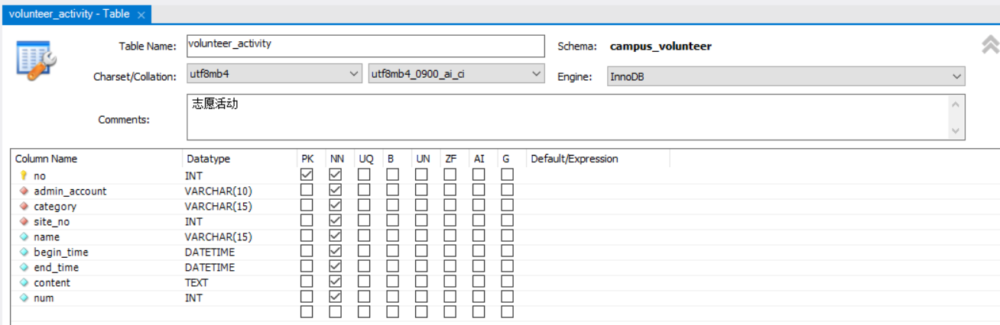 volunteer_activity - Table ×
Table Name: volunteer_activity Schema: campus_volunteer
Charset/Collation: utf8mb4 utf8mb4_0900_ai_ci Engine: InnoDB
Comments: 志愿活动
Column Name Datatype PK NN UQ B UN ZF AI G Default/Expression
no INT
admin_account VARCHAR(10)
category VARCHAR(15)
site_no INT
name VARCHAR(15)
begin_time DATETIME
end_time DATETIME
content TEXT
num INT